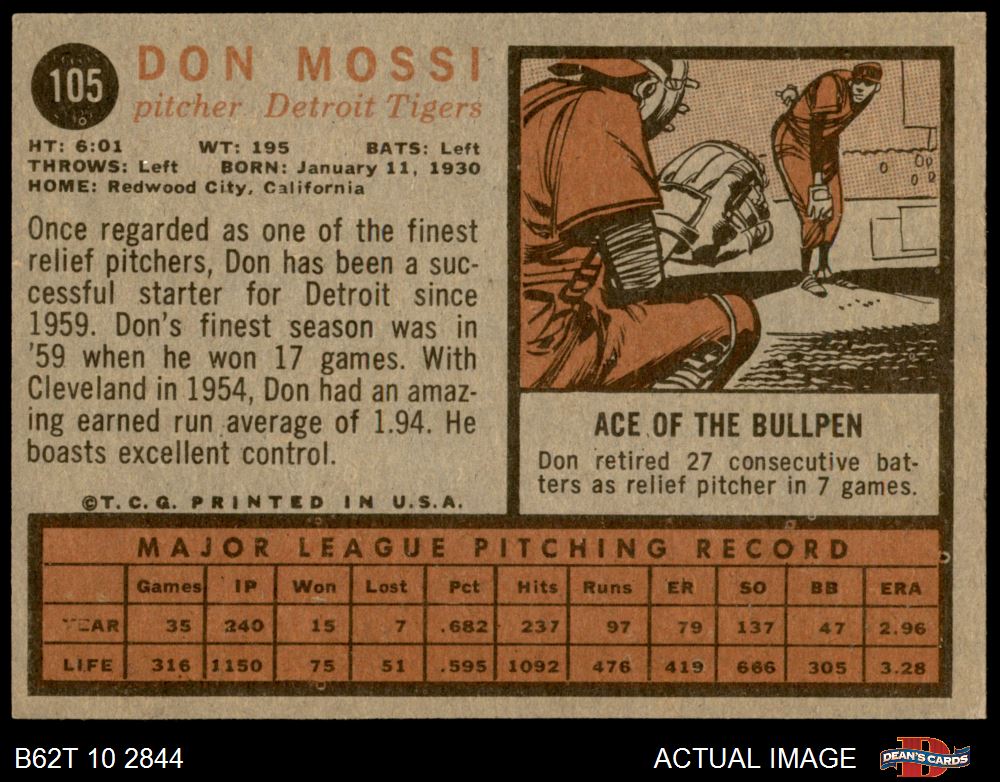 105
DON MOSSI
pitcher Detroit Tigers
HT: 6:01 WT: 195 BATS: Left
THROWS: Left BORN: January 11, 1930
HOME: Redwood City, California
Once regarded as one of the finest
relief pitchers, Don has been a suc-
cessful starter for Detroit since
1959. Don's finest season was in
'59 when he won 17 games. With
Cleveland in 1954, Don had an amaz-
ing earned run average of 1.94. He
boasts excellent control.
©T.C.G. PRINTED IN U.S.A.
ACE OF THE BULLPEN
Don retired 27 consecutive bat-
ters as relief pitcher in 7 games.
MAJOR LEAGUE PITCHING RECORD
Games IP Won Lost Pct Hits Runs ER SO BB ERA
YEAR 35 240 15 7 .682 237 97 79 137 47 2.96
LIFE 316 1150 75 51 .595 1092 476 419 666 305 3.28
B62T 10 2844 ACTUAL IMAGE DEAN'S CARDS